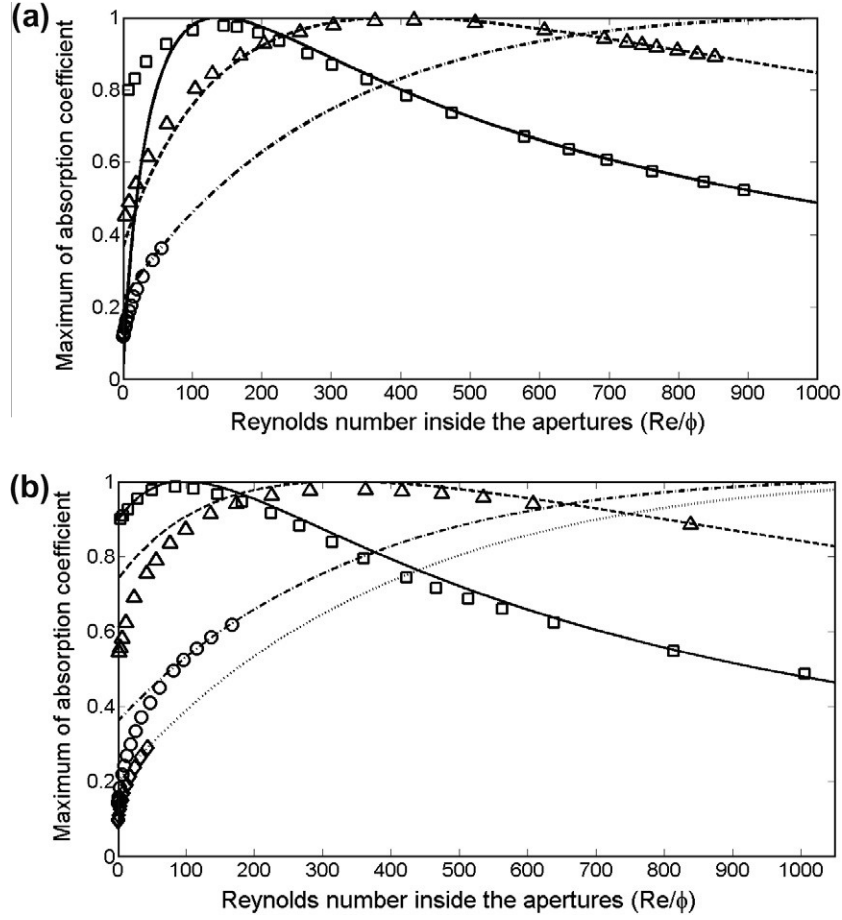 (a)
Maximum of absorption coefficient
1
0.8
0.6
0.4
0.2
0
0 100 200 300 400 500 600 700 800 900 1000
Reynolds number inside the apertures (Re/ϕ)
(b)
Maximum of absorption coefficient
1
0.8
0.6
0.4
0.2
0
0 100 200 300 400 500 600 700 800 900 1000
Reynolds number inside the apertures (Re/ϕ)